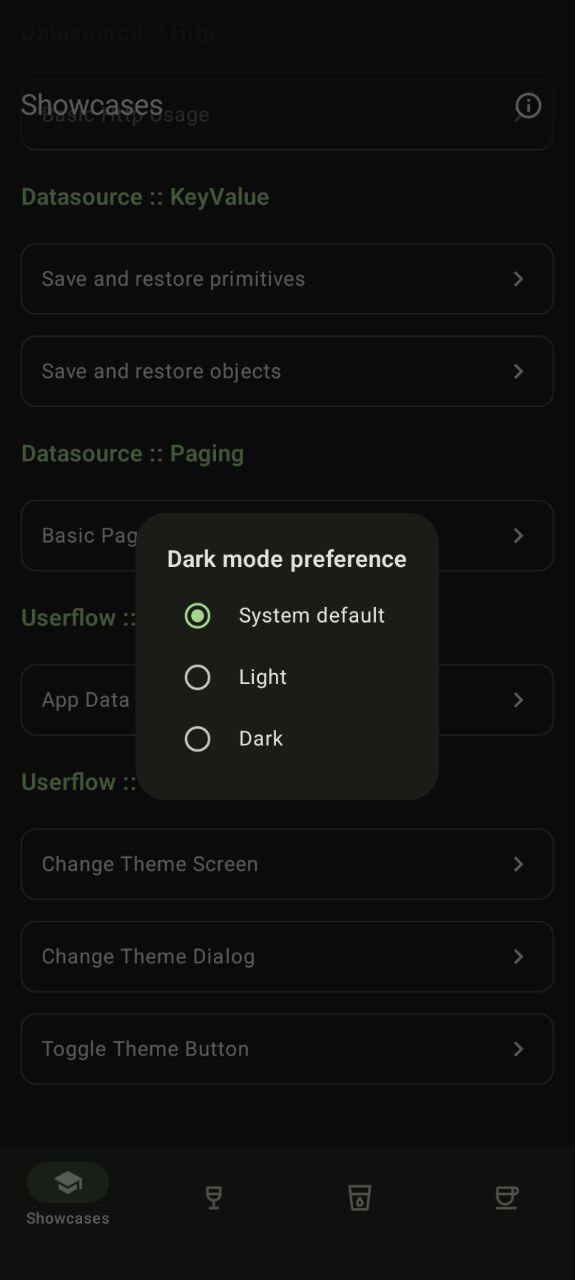 Datasource :: Http
Showcases
Basic Http Usage
Datasource :: KeyValue
Save and restore primitives
Save and restore objects
Datasource :: Paging
Basic Pag
Dark mode preference
System default
Userflow ::
Light
App Data
Dark
Userflow ::
Change Theme Screen
Change Theme Dialog
Toggle Theme Button
Showcases